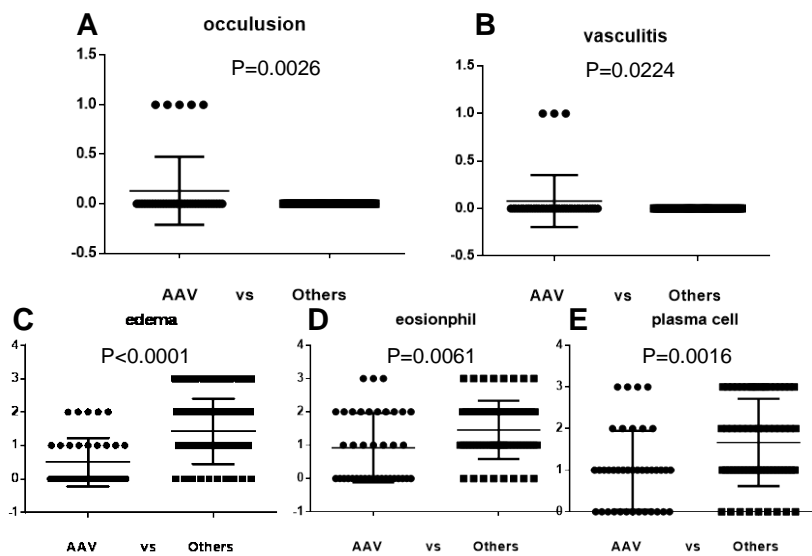 A
occulusion
P=0.0026
1.5
1.0
0.5
0.0
-0.5
AAV vs Others
B
vasculitis
P=0.0224
1.5
1.0
0.5
0.0
-0.5
AAV vs Others
C
edema
P<0.0001
4
3
2
1
0
-1
AAV vs Others
D
eosionphil
P=0.0061
4
3
2
1
0
-1
AAV vs Others
E
plasma cell
P=0.0016
4
3
2
1
0
AAV vs Others